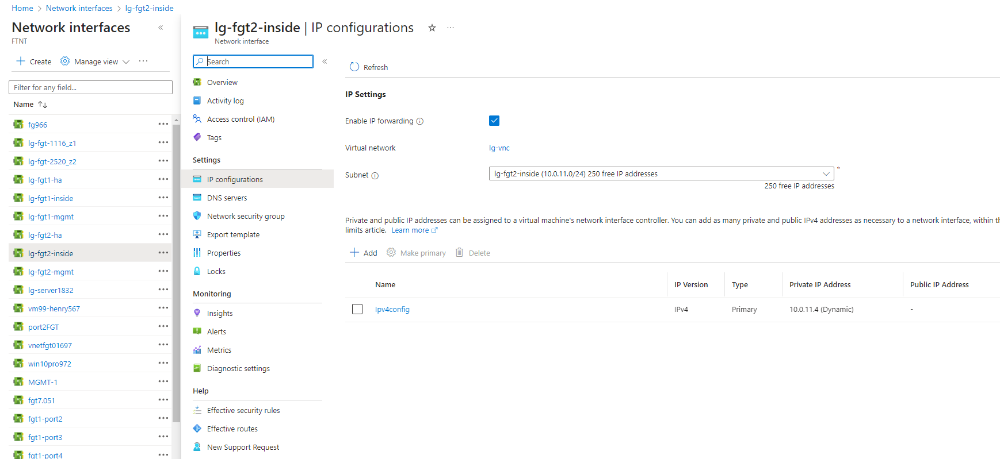 Home > Network interfaces > lg-fgt2-inside
Network interfaces
FTNT
Create
Manage view
Filter for any field...
Name
fg966
lg-fgt-1116_z1
lg-fgt-2520_z2
lg-fgt1-ha
lg-fgt1-inside
lg-fgt1-mgmt
lg-fgt2-ha
lg-fgt2-inside
lg-fgt2-mgmt
lg-server1832
vm99-henry567
port2FGT
vnetfgt01697
win10pro972
MGMT-1
fgt7.051
fgt1-port2
fgt1-port3
fgt1-port4
lg-fgt2-inside | IP configurations
Network interface
Search
Overview
Activity log
Access control (IAM)
Tags
Settings
IP configurations
DNS servers
Network security group
Export template
Properties
Locks
Monitoring
Insights
Alerts
Metrics
Diagnostic settings
Help
Effective security rules
Effective routes
New Support Request
Refresh
IP Settings
Enable IP forwarding
Virtual network
lg-vnc
Subnet
lg-fgt2-inside (10.0.11.0/24) 250 free IP addresses
*
250 free IP addresses
Private and public IP addresses can be assigned to a virtual machine's network interface controller. You can add as many private and public IPv4 addresses as necessary to a network interface, within
limits article. Learn more
Add
Make primary
Delete
Name IP Version Type Private IP Address Public IP Address
Ipv4config IPv4 Primary 10.0.11.4 (Dynamic) -